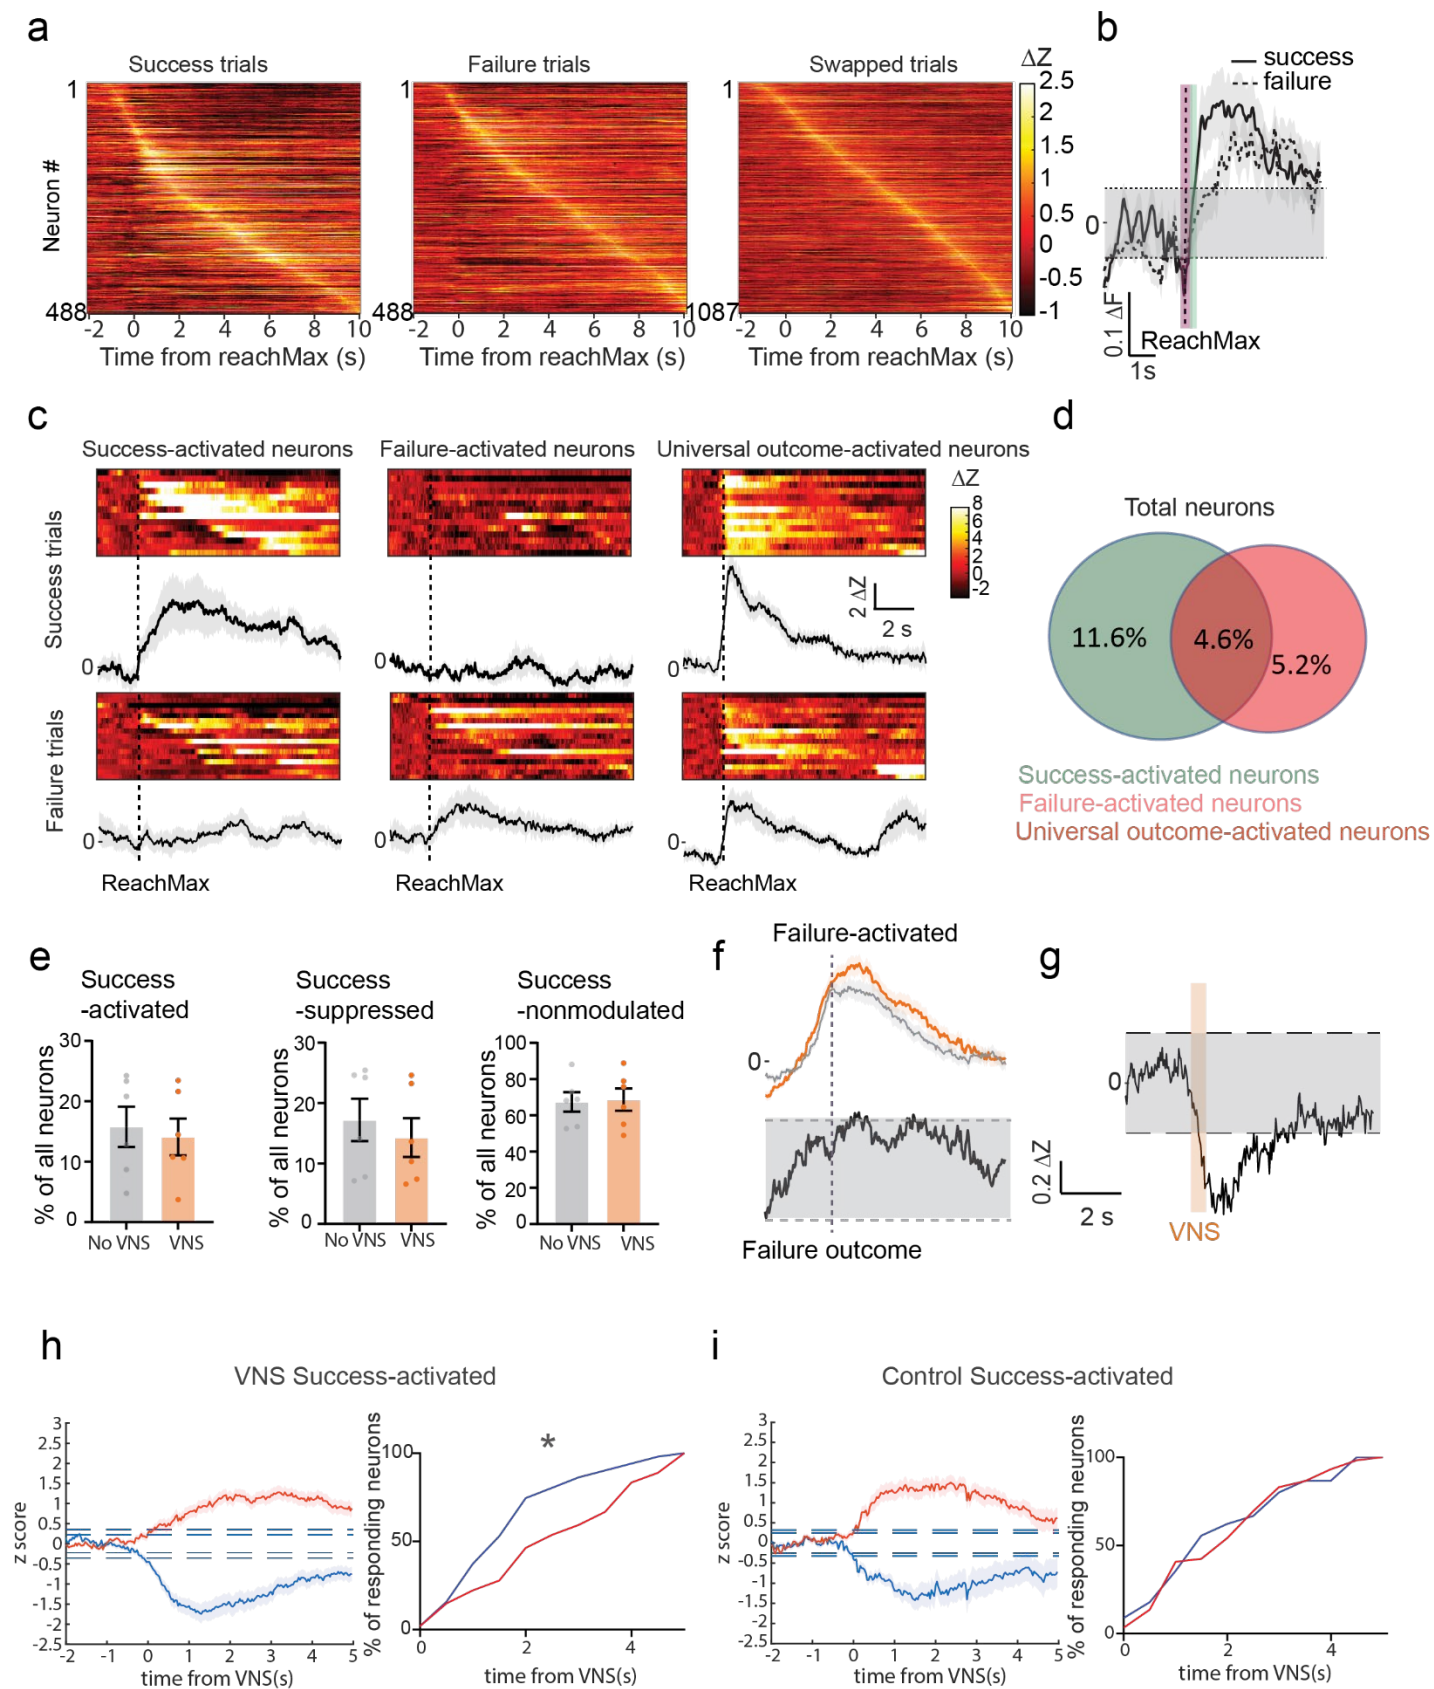 a
Success trials
Failure trials
Swapped trials
ΔZ
1
1
1
2.5
2
1.5
1
0.5
0
-0.5
-1
Neuron #
488
488
1087
-2 0 2 4 6 8 10
-2 0 2 4 6 8 10
-2 0 2 4 6 8 10
Time from reachMax (s)
Time from reachMax (s)
Time from reachMax (s)
b
success
failure
0
0.1 ΔF
1s
ReachMax
c
Success-activated neurons
Failure-activated neurons
Universal outcome-activated neurons
ΔZ
8
6
4
2
0
-2
Success trials
2 ΔZ
2 s
0
0
0
Failure trials
0
0
0
ReachMax
ReachMax
ReachMax
d
Total neurons
11.6%
4.6%
5.2%
Success-activated neurons
Failure-activated neurons
Universal outcome-activated neurons
e
Success
-activated
% of all neurons
30
20
10
0
No VNS
VNS
Success
-suppressed
% of all neurons
30
20
10
0
No VNS
VNS
Success
-nonmodulated
% of all neurons
100
80
60
40
20
0
No VNS
VNS
f
Failure-activated
0
Failure outcome
g
0
0.2 ΔZ
2 s
VNS
h
VNS Success-activated
z score
3
2.5
2
1.5
1
0.5
0
-0.5
-1
-1.5
-2
-2.5
-2 -1 0 1 2 3 4 5
time from VNS(s)
% of responding neurons
100
50
0
*
0 2 4
time from VNS(s)
i
Control Success-activated
z score
3
2.5
2
1.5
1
0.5
0
-0.5
-1
-1.5
-2
-2.5
-2 -1 0 1 2 3 4 5
time from VNS(s)
% of responding neurons
100
50
0
0 2 4
time from VNS(s)